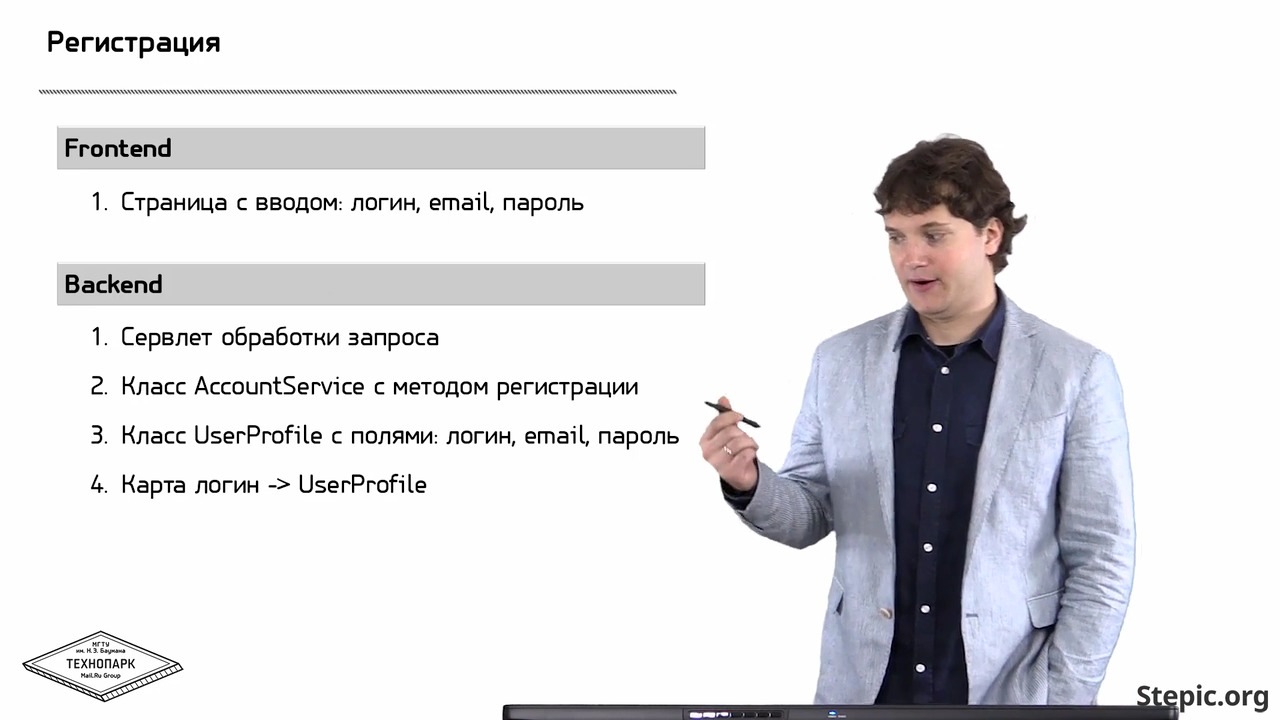 Регистрация
Frontend
1. Страница с вводом: логин, email, пароль
Backend
1. Сервлет обработки запроса
2. Класс AccountService с методом регистрации
3. Класс UserProfile с полями: логин, email, пароль
4. Карта логин -> UserProfile
МГТУ
им. Н.Э. Баумана
ТЕХНОПАРК
Mail.Ru Group
Stepic.org